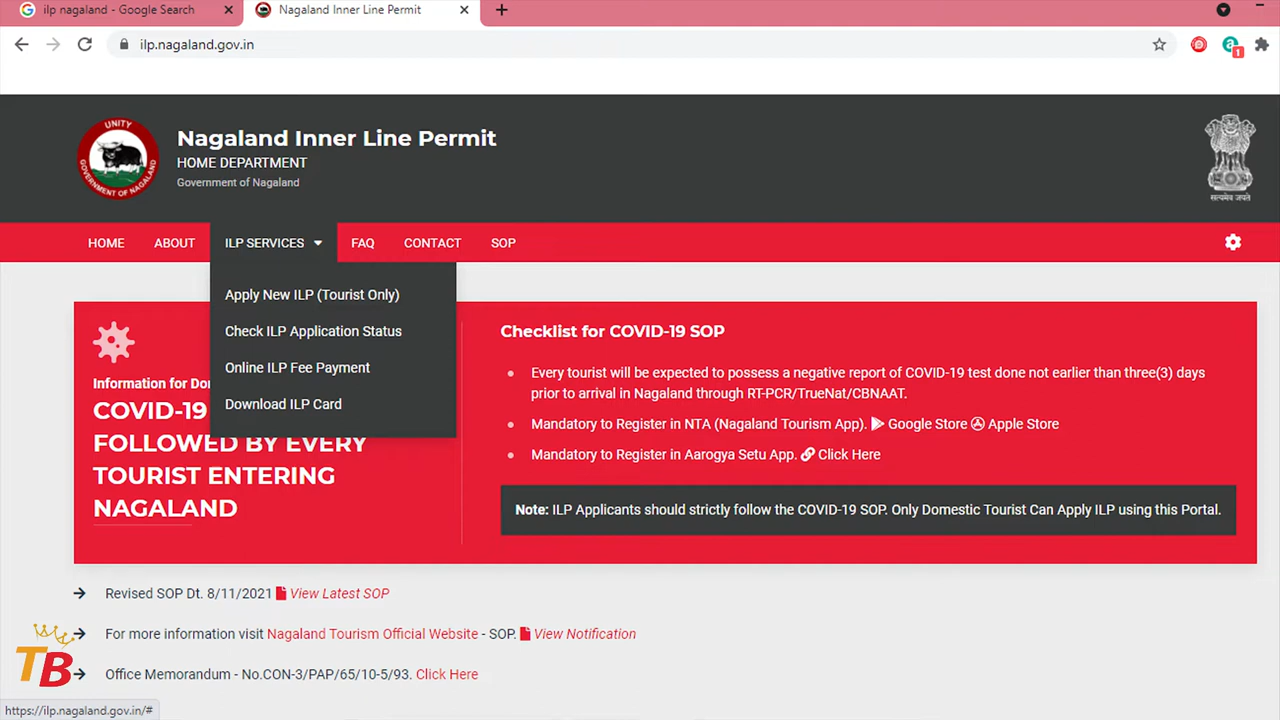 ilp nagaland - Google Search
Nagaland Inner Line Permit
ilp.nagaland.gov.in
1
UNITY
GOVERNMENT OF NAGALAND
Nagaland Inner Line Permit
HOME DEPARTMENT
Government of Nagaland
सत्यमेव जयते
HOME ABOUT ILP SERVICES FAQ CONTACT SOP
Apply New ILP (Tourist Only)
Check ILP Application Status
Online ILP Fee Payment
Download ILP Card
Information for Do
COVID-19
FOLLOWED BY EVERY
TOURIST ENTERING
NAGALAND
Checklist for COVID-19 SOP
Every tourist will be expected to possess a negative report of COVID-19 test done not earlier than three(3) days
prior to arrival in Nagaland through RT-PCR/TrueNat/CBNAAT.
Mandatory to Register in NTA (Nagaland Tourism App). Google Store Apple Store
Mandatory to Register in Aarogya Setu App. Click Here
Note: ILP Applicants should strictly follow the COVID-19 SOP. Only Domestic Tourist Can Apply ILP using this Portal.
Revised SOP Dt. 8/11/2021 View Latest SOP
For more information visit Nagaland Tourism Official Website - SOP. View Notification
Office Memorandum - No.CON-3/PAP/65/10-5/93. Click Here
TB
https://ilp.nagaland.gov.in/#